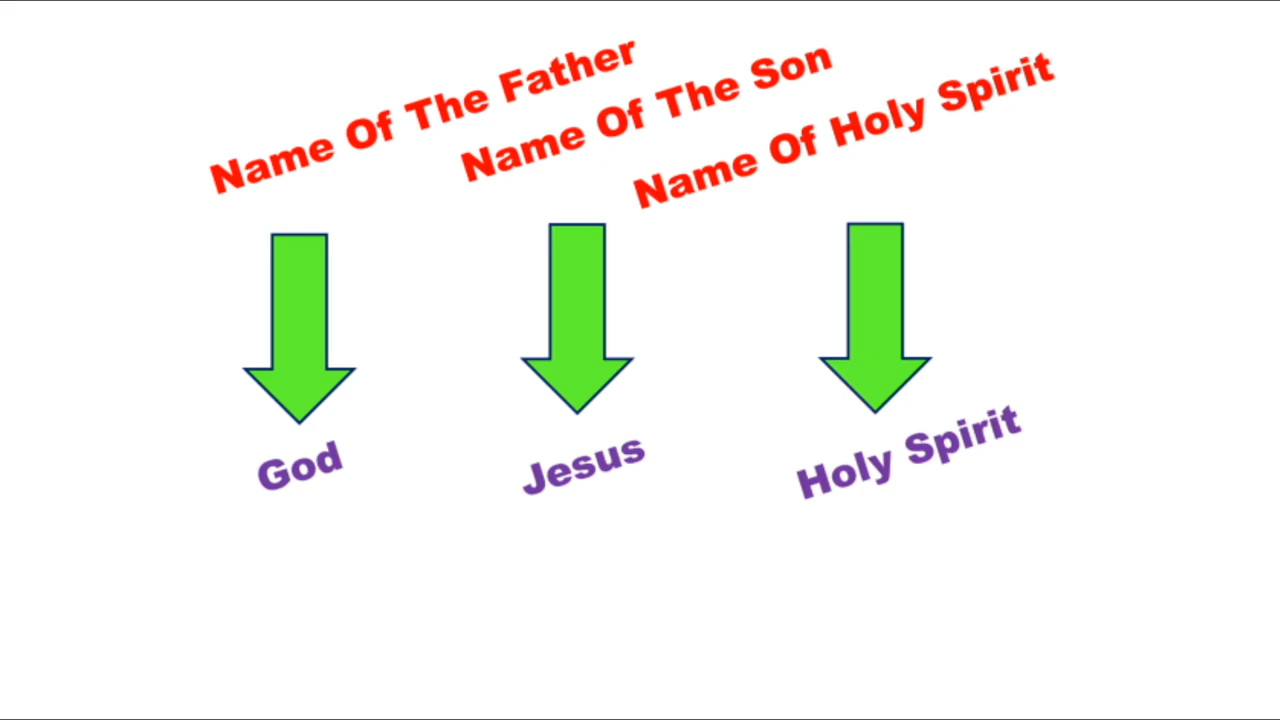 Name Of The Father
Name Of The Son
Name Of Holy Spirit
God
Jesus
Holy Spirit